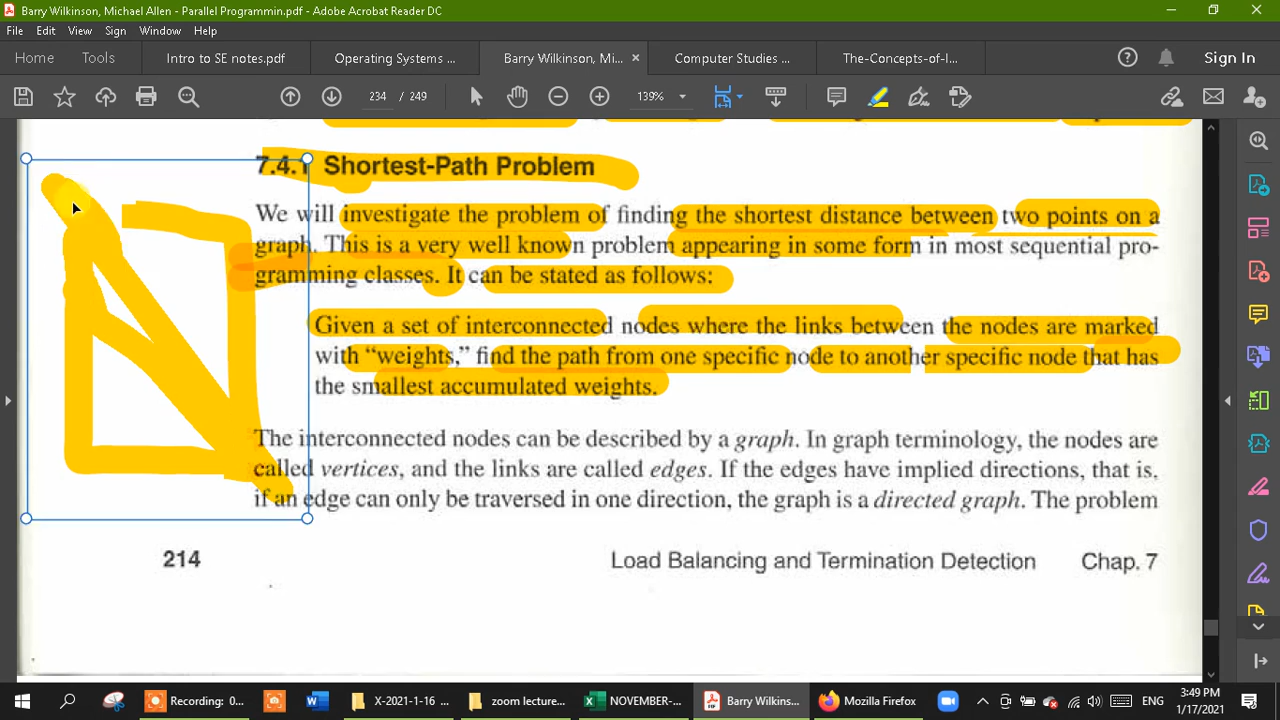 Barry Wilkinson, Michael Allen - Parallel Programmin.pdf - Adobe Acrobat Reader DC
File Edit View Sign Window Help
Home Tools Intro to SE notes.pdf Operating Systems ... Barry Wilkinson, Mi... × Computer Studies ... The-Concepts-of-I... Sign In
234 / 249 139%
7.4.1 Shortest-Path Problem
We will investigate the problem of finding the shortest distance between two points on a
graph. This is a very well known problem appearing in some form in most sequential pro-
gramming classes. It can be stated as follows:
Given a set of interconnected nodes where the links between the nodes are marked
with “weights,” find the path from one specific node to another specific node that has
the smallest accumulated weights.
The interconnected nodes can be described by a graph. In graph terminology, the nodes are
called vertices, and the links are called edges. If the edges have implied directions, that is,
if an edge can only be traversed in one direction, the graph is a directed graph. The problem
214 Load Balancing and Termination Detection Chap. 7
Recording: 0... X-2021-1-16 zoom lecture... NOVEMBER-... Barry Wilkinso... Mozilla Firefox ENG 3:49 PM
1/17/2021